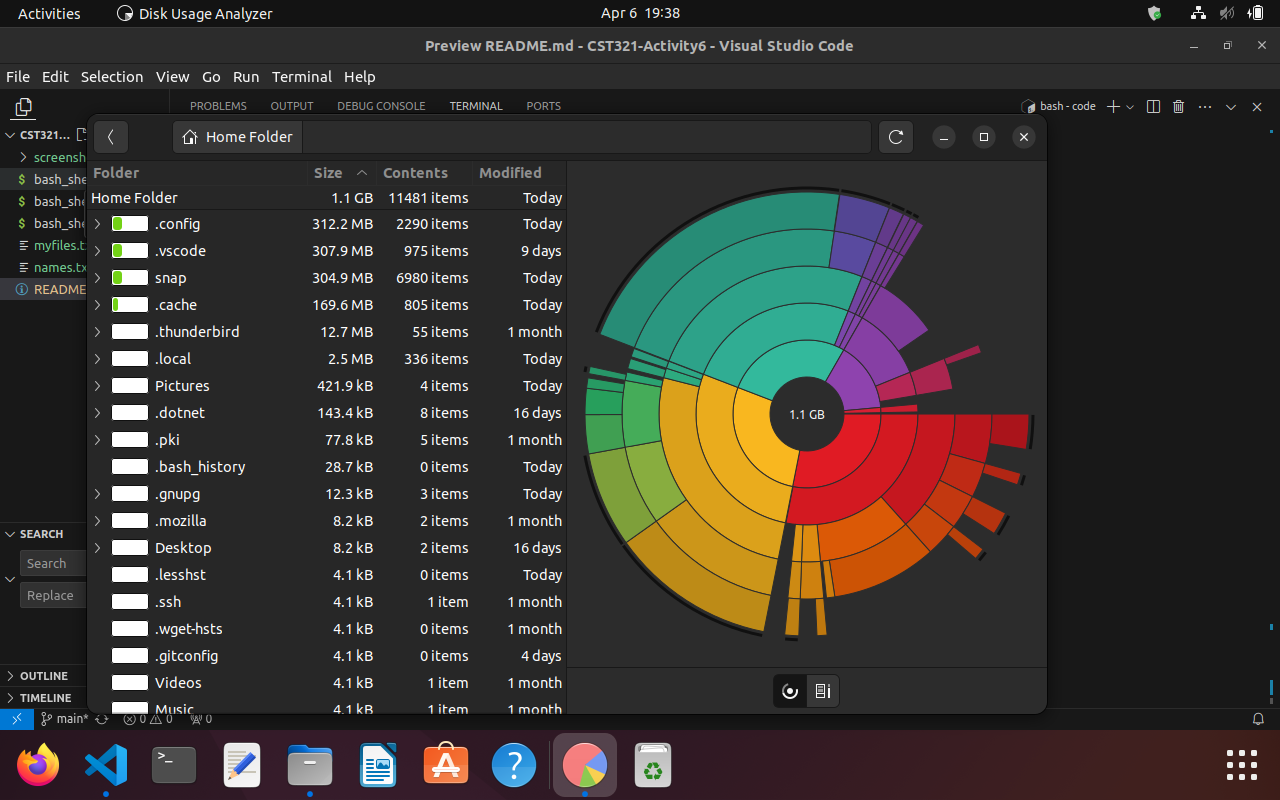 Activities Disk Usage Analyzer Apr 6 19:38
Preview README.md - CST321-Activity6 - Visual Studio Code
File Edit Selection View Go Run Terminal Help
PROBLEMS OUTPUT DEBUG CONSOLE TERMINAL PORTS bash - code
CST321...
screensh
bash_she
bash_she
bash_she
myfiles.t
names.tx
README
SEARCH
Search
Replace
OUTLINE
TIMELINE
Home Folder
Folder Size Contents Modified
Home Folder 1.1 GB 11481 items Today
.config 312.2 MB 2290 items Today
.vscode 307.9 MB 975 items 9 days
snap 304.9 MB 6980 items Today
.cache 169.6 MB 805 items Today
.thunderbird 12.7 MB 55 items 1 month
.local 2.5 MB 336 items Today
Pictures 421.9 kB 4 items Today
.dotnet 143.4 kB 8 items 16 days
.pki 77.8 kB 5 items 1 month
.bash_history 28.7 kB 0 items Today
.gnupg 12.3 kB 3 items Today
.mozilla 8.2 kB 2 items 1 month
Desktop 8.2 kB 2 items 16 days
.lesshst 4.1 kB 0 items Today
.ssh 4.1 kB 1 item 1 month
.wget-hsts 4.1 kB 0 items 1 month
.gitconfig 4.1 kB 0 items 4 days
Videos 4.1 kB 1 item 1 month
Music 4.1 kB 1 item 1 month
1.1 GB
main* 0 0 0